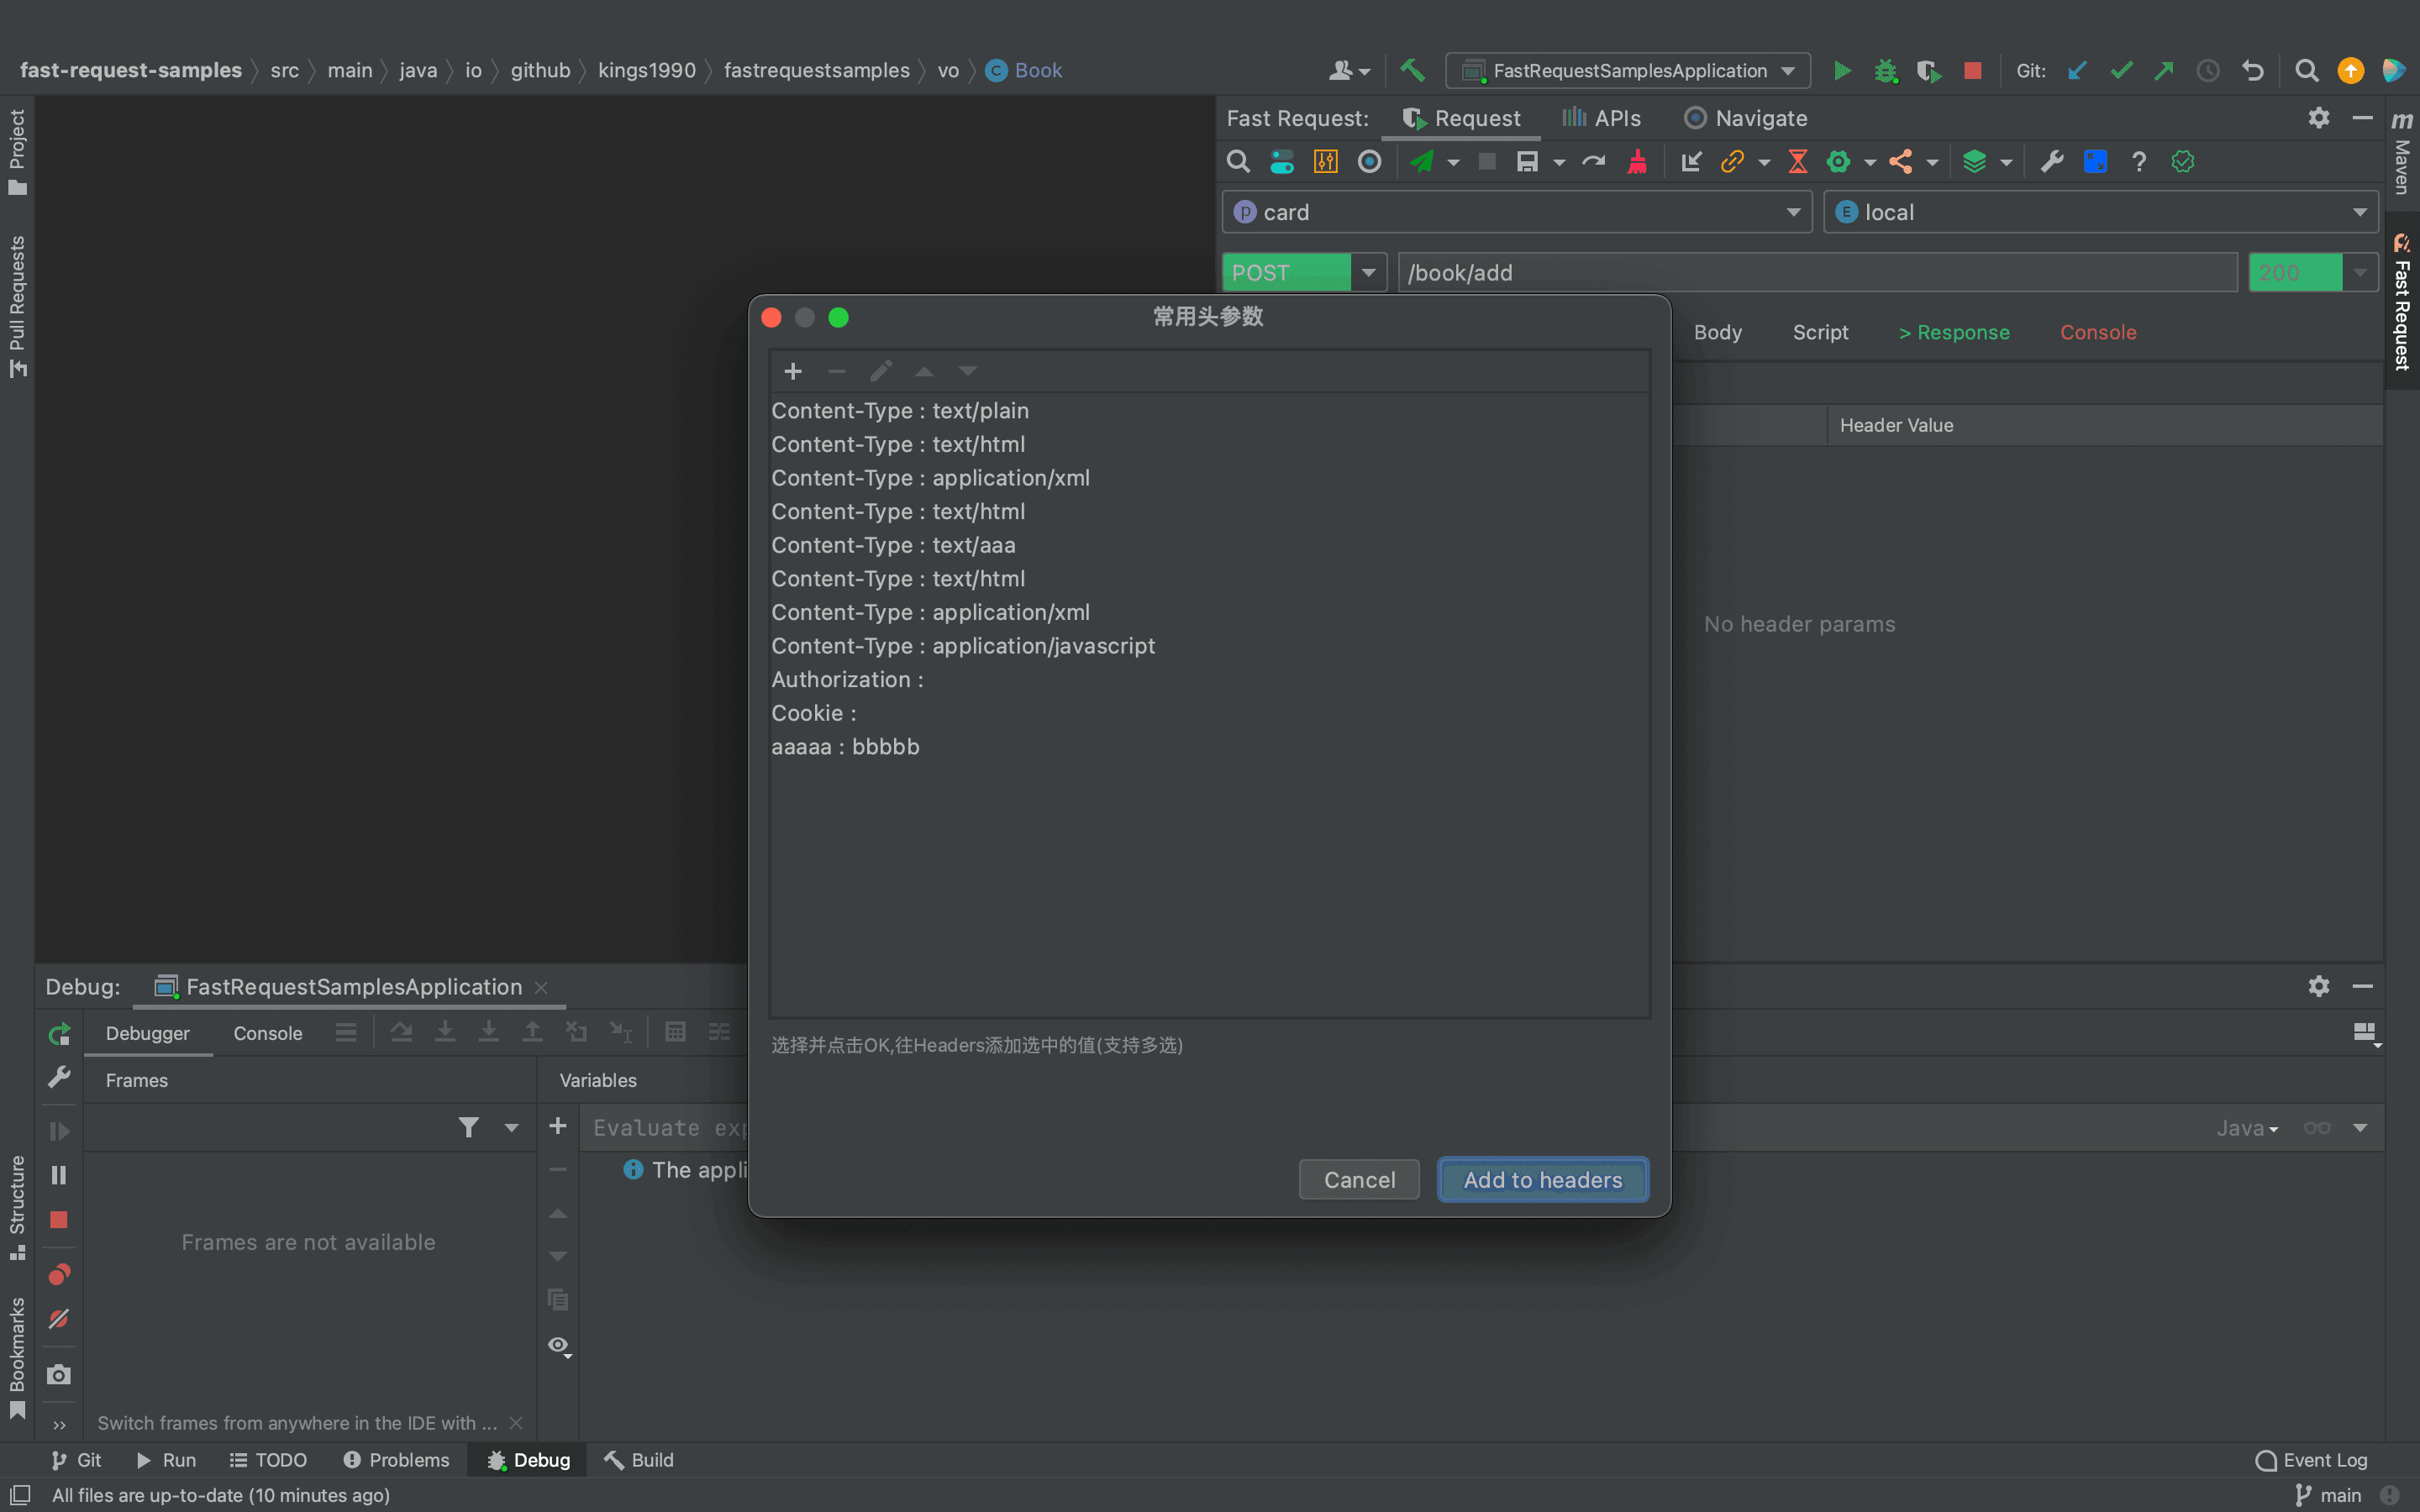 fast-request-samples 〉 src 〉 main 〉 java 〉 io 〉 github 〉 kings1990 〉 fastrequestsamples 〉 vo 〉 C Book
FastRequestSamplesApplication
Git:
Project
Pull Requests
Structure
Bookmarks
Fast Request: Request APIs Navigate
m Maven
Fast Request
p card
E local
POST /book/add 200
Body Script > Response Console
Header Value
No header params
常用头参数
Content-Type : text/plain
Content-Type : text/html
Content-Type : application/xml
Content-Type : text/html
Content-Type : text/aaa
Content-Type : text/html
Content-Type : application/xml
Content-Type : application/javascript
Authorization :
Cookie :
aaaaa : bbbbb
选择并点击OK,往Headers添加选中的值(支持多选)
Cancel Add to headers
Debug: FastRequestSamplesApplication
Debugger Console
Frames Variables
Evaluate exp
Java
The appli
Frames are not available
Switch frames from anywhere in the IDE with ...
Git Run TODO Problems Debug Build Event Log
All files are up-to-date (10 minutes ago) main